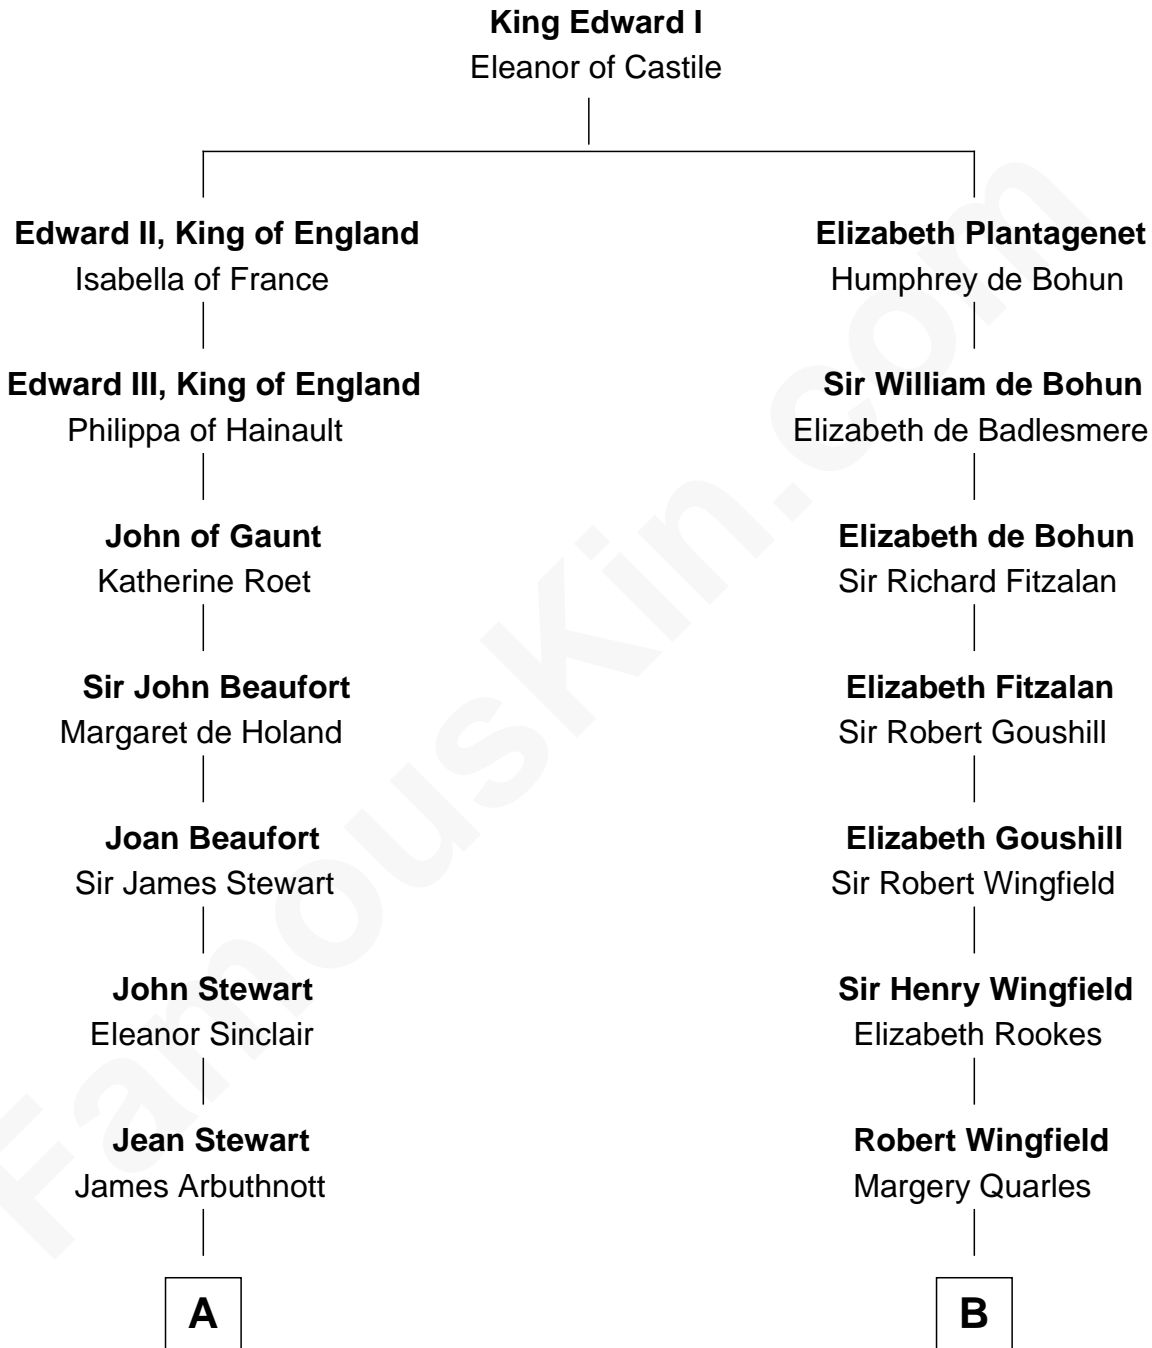 King Edward I
Eleanor of Castile
Edward II, King of England
Isabella of France
Edward III, King of England
Philippa of Hainault
John of Gaunt
Katherine Roet
Sir John Beaufort
Margaret de Holand
Joan Beaufort
Sir James Stewart
John Stewart
Eleanor Sinclair
Jean Stewart
James Arbuthnott
A
Elizabeth Plantagenet
Humphrey de Bohun
Sir William de Bohun
Elizabeth de Badlesmere
Elizabeth de Bohun
Sir Richard Fitzalan
Elizabeth Fitzalan
Sir Robert Goushill
Elizabeth Goushill
Sir Robert Wingfield
Sir Henry Wingfield
Elizabeth Rookes
Robert Wingfield
Margery Quarles
B
FamousKin.com